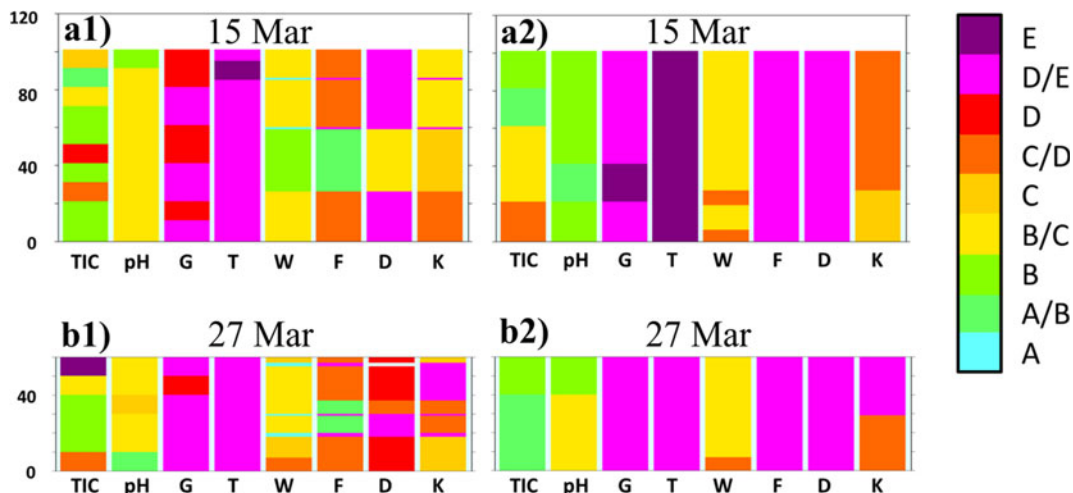 a1) 15 Mar
120
80
40
0
TIC pH G T W F D K
a2) 15 Mar
TIC pH G T W F D K
b1) 27 Mar
40
0
TIC pH G T W F D K
b2) 27 Mar
TIC pH G T W F D K
E
D/E
D
C/D
C
B/C
B
A/B
A